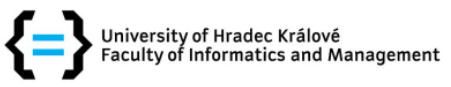 University of Hradec Králové
Faculty of Informatics and Management